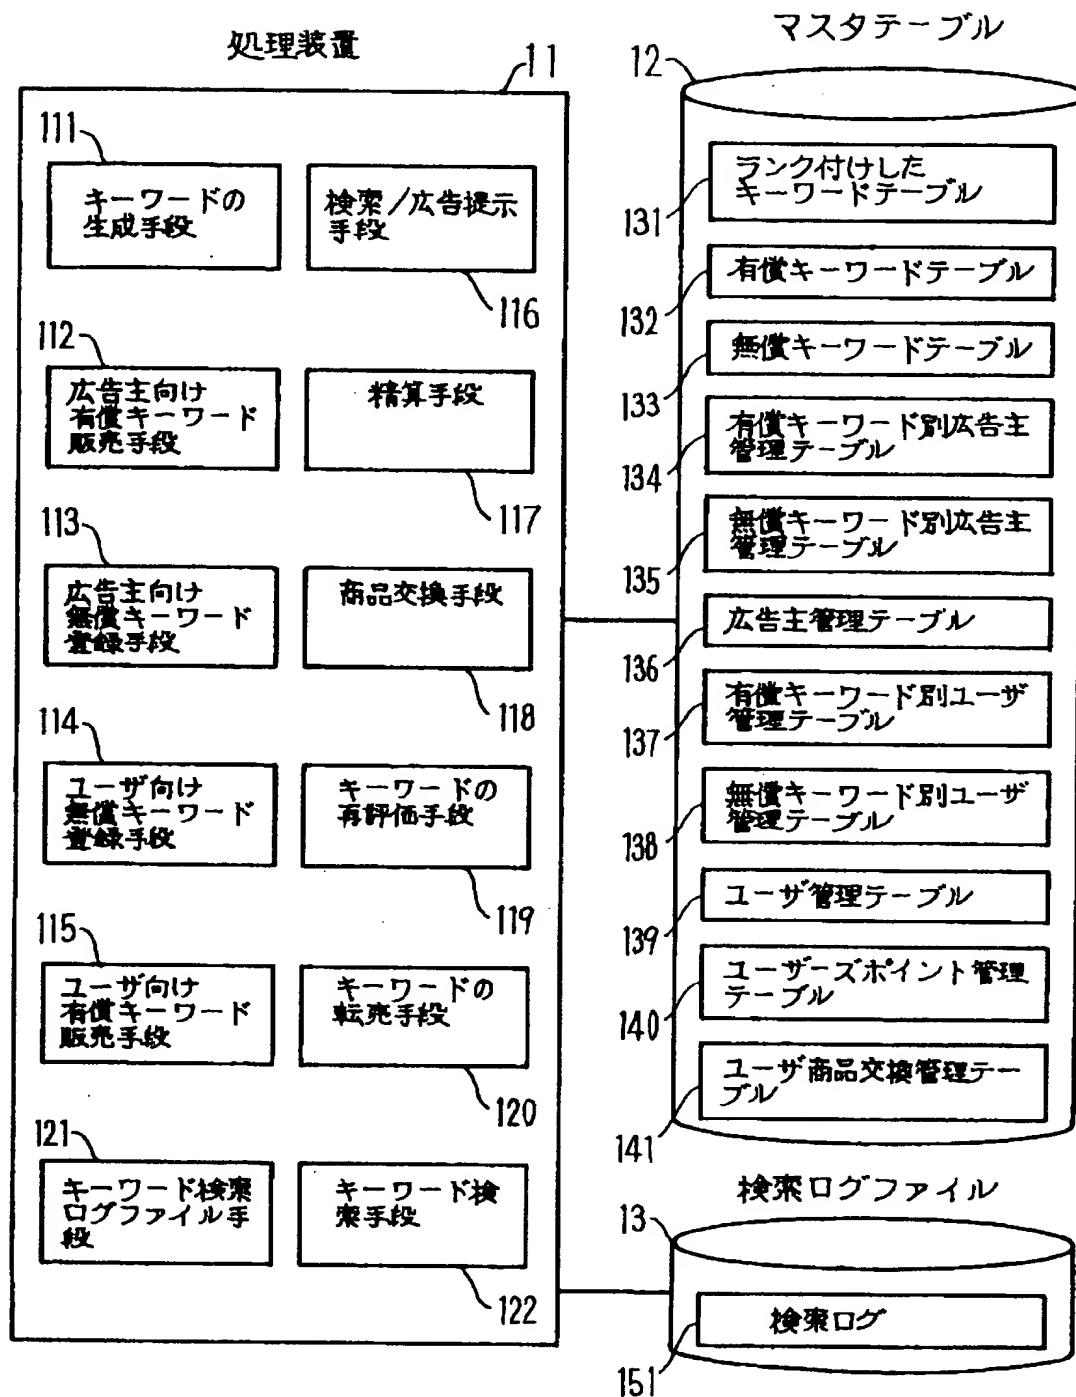 処理装置
11
111
キーワードの
生成手段
検索/広告提示
手段
116
112
広告主向け
有償キーワード
販売手段
精算手段
117
113
広告主向け
無償キーワード
登録手段
商品交換手段
118
114
ユーザ向け
無償キーワード
登録手段
キーワードの
再評価手段
119
115
ユーザ向け
有償キーワード
販売手段
キーワードの
転売手段
120
121
キーワード検索
ログファイル手
段
キーワード検
索手段
122
マスタテーブル
12
ランク付けした
キーワードテーブル
131
有償キーワードテーブル
132
無償キーワードテーブル
133
有償キーワード別広告主
管理テーブル
134
無償キーワード別広告主
管理テーブル
135
広告主管理テーブル
136
有償キーワード別ユーザ
管理テーブル
137
無償キーワード別ユーザ
管理テーブル
138
ユーザ管理テーブル
139
ユーザーズポイント管理
テーブル
140
ユーザ商品交換管理テー
ブル
141
検索ログファイル
13
検索ログ
151